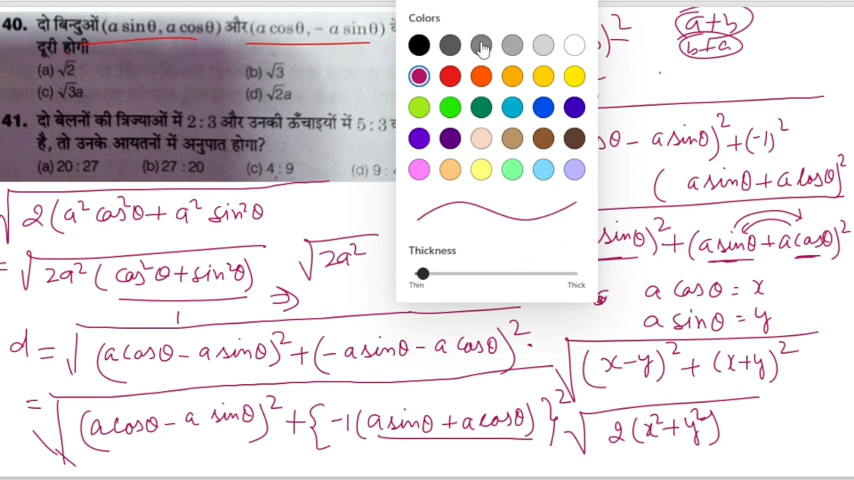 40. दो बिन्दुओं (a sinθ, a cosθ) और (a cosθ, – a sinθ)
दूरी होगी
(a) √2 (b) √3
(c) √3a (d) √2a
41. दो बेलनों की त्रिज्याओं में 2 : 3 और उनकी ऊँचाइयों में 5 : 3
है, तो उनके आयतनों में अनुपात होगा?
(a) 20 : 27 (b) 27 : 20 (c) 4 : 9 (d) 9 :
Colors
Thickness
Thin Thick
(a+b)
(b+a)
θ - a sinθ)² + (-1)²
(a sinθ + a cosθ)²
sinθ)² + (a sinθ + a cosθ)²
a cosθ = x
a sinθ = y
√(x-y)² + (x+y)²
√2(x²+y²)
√2(a² cos²θ + a² sin²θ
= √2a² (cos²θ + sin²θ) √2a²
1 ⇒
d = √(a cosθ - a sinθ)² + (-a sinθ - a cosθ)².
= √(a cosθ - a sinθ)² + {-1(a sinθ + a cosθ)}²